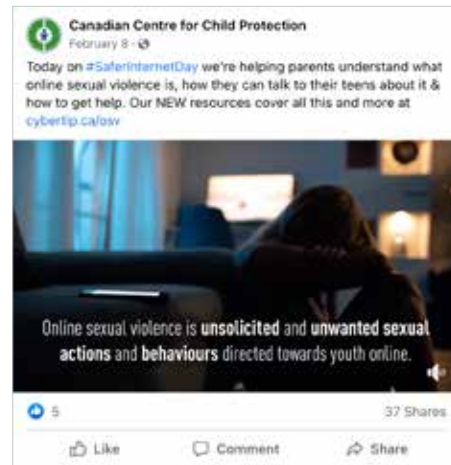 Canadian Centre for Child Protection
February 8 ·
Today on #SaferInternetDay we're helping parents understand what
online sexual violence is, how they can talk to their teens about it &
how to get help. Our NEW resources cover all this and more at
cybertip.ca/osv
Online sexual violence is unsolicited and unwanted sexual
actions and behaviours directed towards youth online.
5
37 Shares
Like
Comment
Share